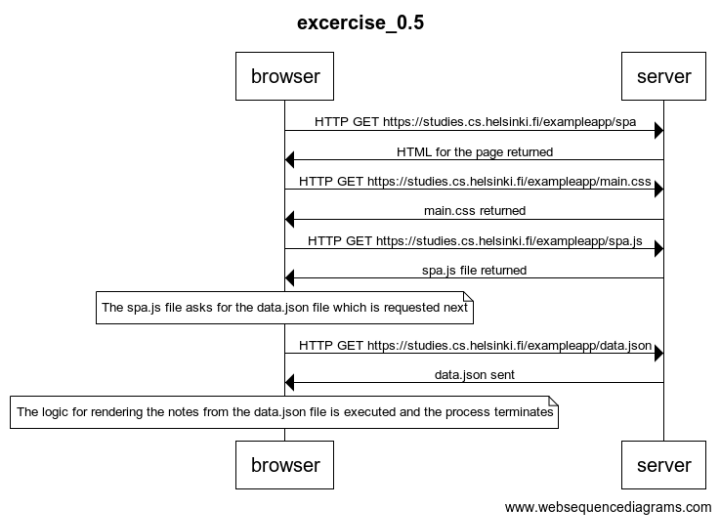 excercise_0.5
browser
server
HTTP GET https://studies.cs.helsinki.fi/exampleapp/spa
HTML for the page returned
HTTP GET https://studies.cs.helsinki.fi/exampleapp/main.css
main.css returned
HTTP GET https://studies.cs.helsinki.fi/exampleapp/spa.js
spa.js file returned
The spa.js file asks for the data.json file which is requested next
HTTP GET https://studies.cs.helsinki.fi/exampleapp/data.json
data.json sent
The logic for rendering the notes from the data.json file is executed and the process terminates
browser
server
www.websequencediagrams.com